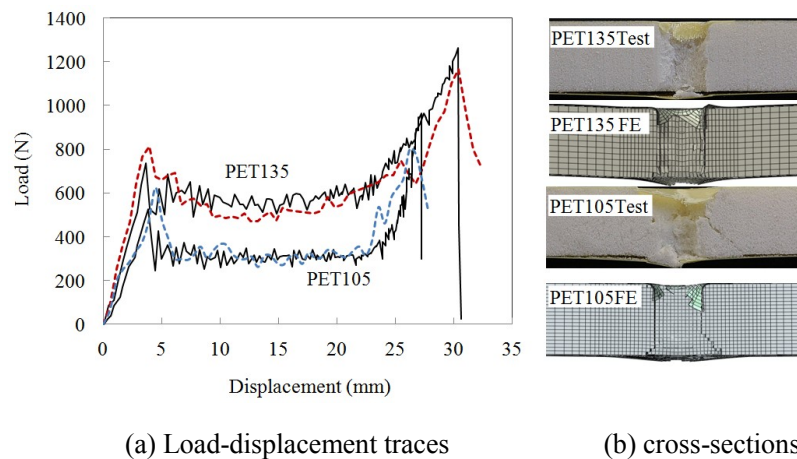 1400
1200
1000
800
600
400
200
0
Load (N)
PET135
PET105
0 5 10 15 20 25 30 35
Displacement (mm)
(a) Load-displacement traces
PET135Test
PET135 FE
PET105Test
PET105FE
(b) cross-sections